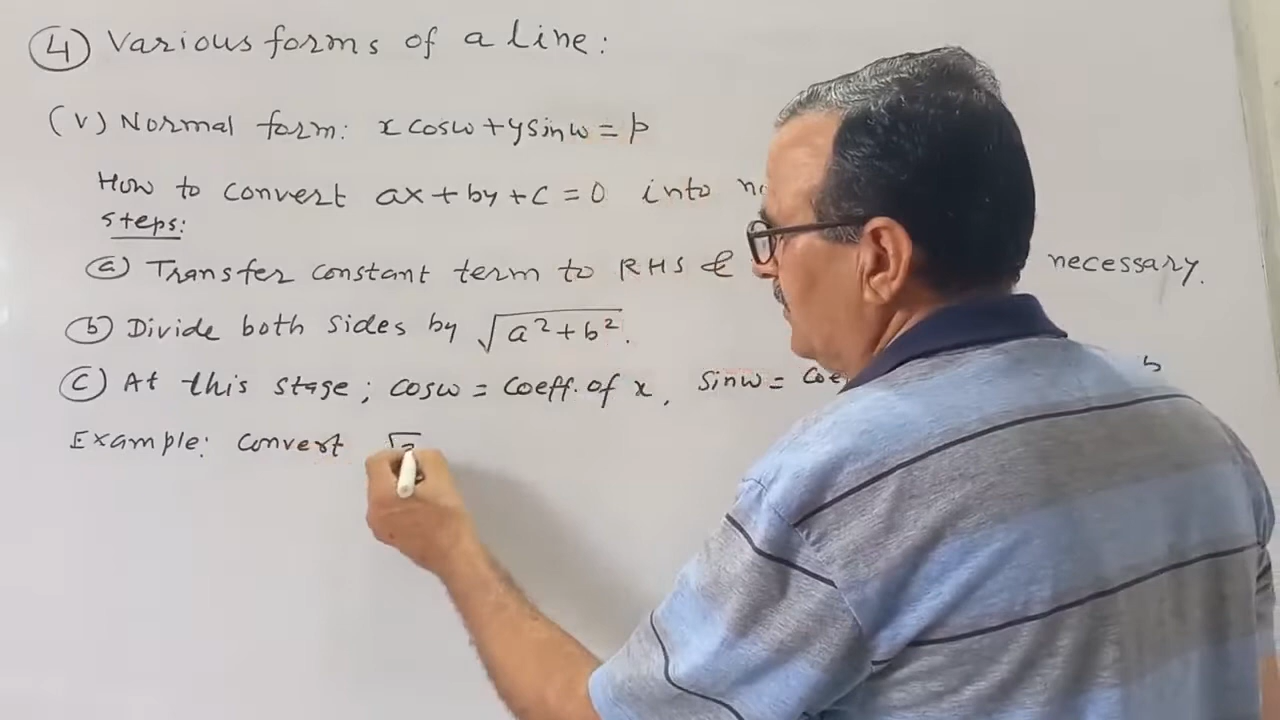 ④ Various forms of a line:
(v) Normal form: x cosω + y sinω = p
How to convert ax + by + c = 0 into
steps:
ⓐ Transfer constant term to RHS & necessary.
ⓑ Divide both sides by √(a² + b²).
ⓒ At this stage; cosω = coeff. of x, sinω =
Example: convert